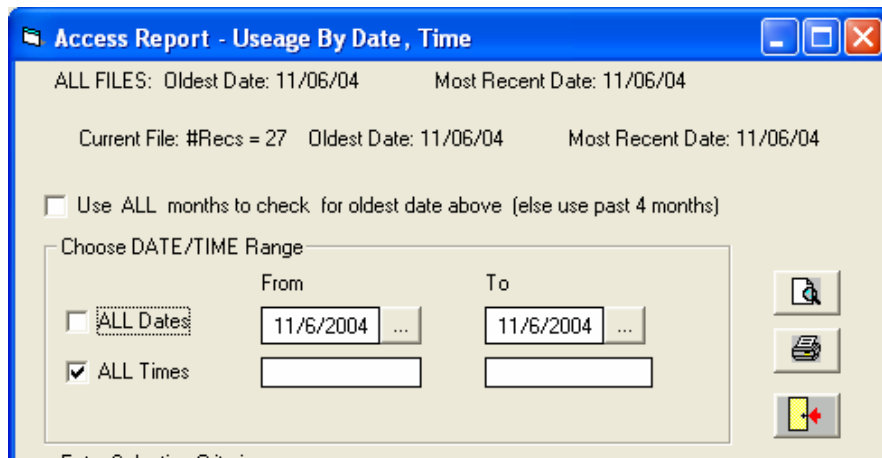 Access Report - Useage By Date, Time
ALL FILES: Oldest Date: 11/06/04 Most Recent Date: 11/06/04
Current File: #Recs = 27 Oldest Date: 11/06/04 Most Recent Date: 11/06/04
Use ALL months to check for oldest date above (else use past 4 months)
Choose DATE/TIME Range
From To
ALL Dates 11/6/2004 ... 11/6/2004 ...
ALL Times